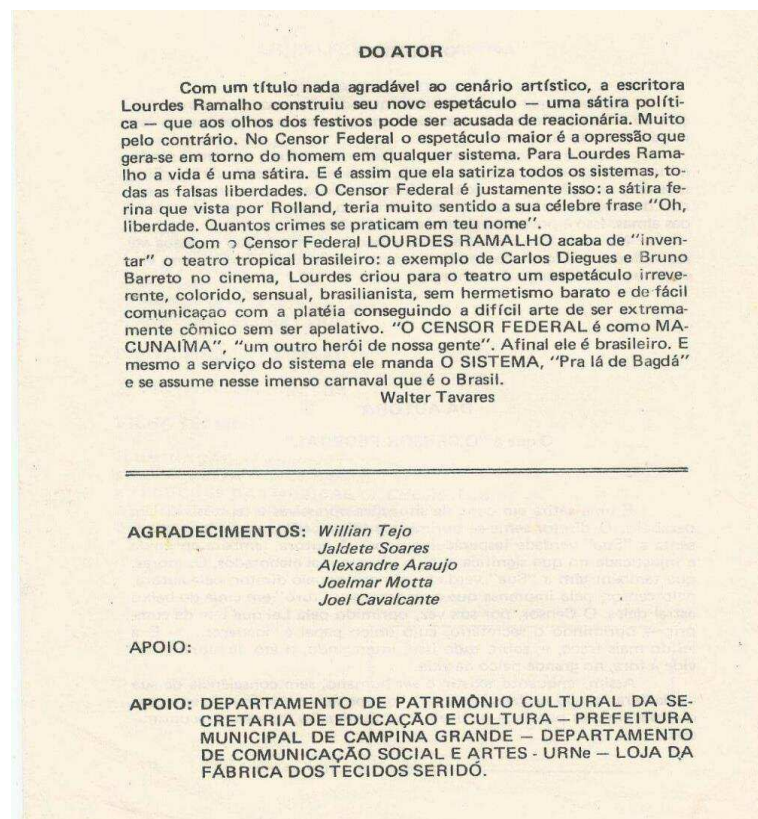 DO ATOR
Com um título nada agradável ao cenário artístico, a escritora
Lourdes Ramalho construiu seu novo espetáculo — uma sátira políti-
ca — que aos olhos dos festivos pode ser acusada de reacionária. Muito
pelo contrário. No Censor Federal o espetáculo maior é a opressão que
gera-se em torno do homem em qualquer sistema. Para Lourdes Rama-
lho a vida é uma sátira. E é assim que ela satiriza todos os sistemas, to-
das as falsas liberdades. O Censor Federal é justamente isso: a sátira fe-
rina que vista por Rolland, teria muito sentido a sua célebre frase "Oh,
liberdade. Quantos crimes se praticam em teu nome".
Com o Censor Federal LOURDES RAMALHO acaba de "inven-
tar" o teatro tropical brasileiro: a exemplo de Carlos Diegues e Bruno
Barreto no cinema, Lourdes criou para o teatro um espetáculo irreve-
rente, colorido, sensual, brasilianista, sem hermetismo barato e de fácil
comunicaçao com a platéia conseguindo a difícil arte de ser extrema-
mente cômico sem ser apelativo. "O CENSOR FEDERAL é como MA-
CUNAÍMA", "um outro herói de nossa gente". Afinal ele é brasileiro. E
mesmo a serviço do sistema ele manda O SISTEMA, "Pra lá de Bagdá"
e se assume nesse imenso carnaval que é o Brasil.
Walter Tavares
AGRADECIMENTOS: Willian Tejo
Jaldete Soares
Alexandre Araujo
Joelmar Motta
Joel Cavalcante
APOIO:
APOIO: DEPARTAMENTO DE PATRIMÔNIO CULTURAL DA SE-
CRETARIA DE EDUCAÇÃO E CULTURA — PREFEITURA
MUNICIPAL DE CAMPINA GRANDE — DEPARTAMENTO
DE COMUNICAÇÃO SOCIAL E ARTES - URNe — LOJA DA
FÁBRICA DOS TECIDOS SERIDÓ.